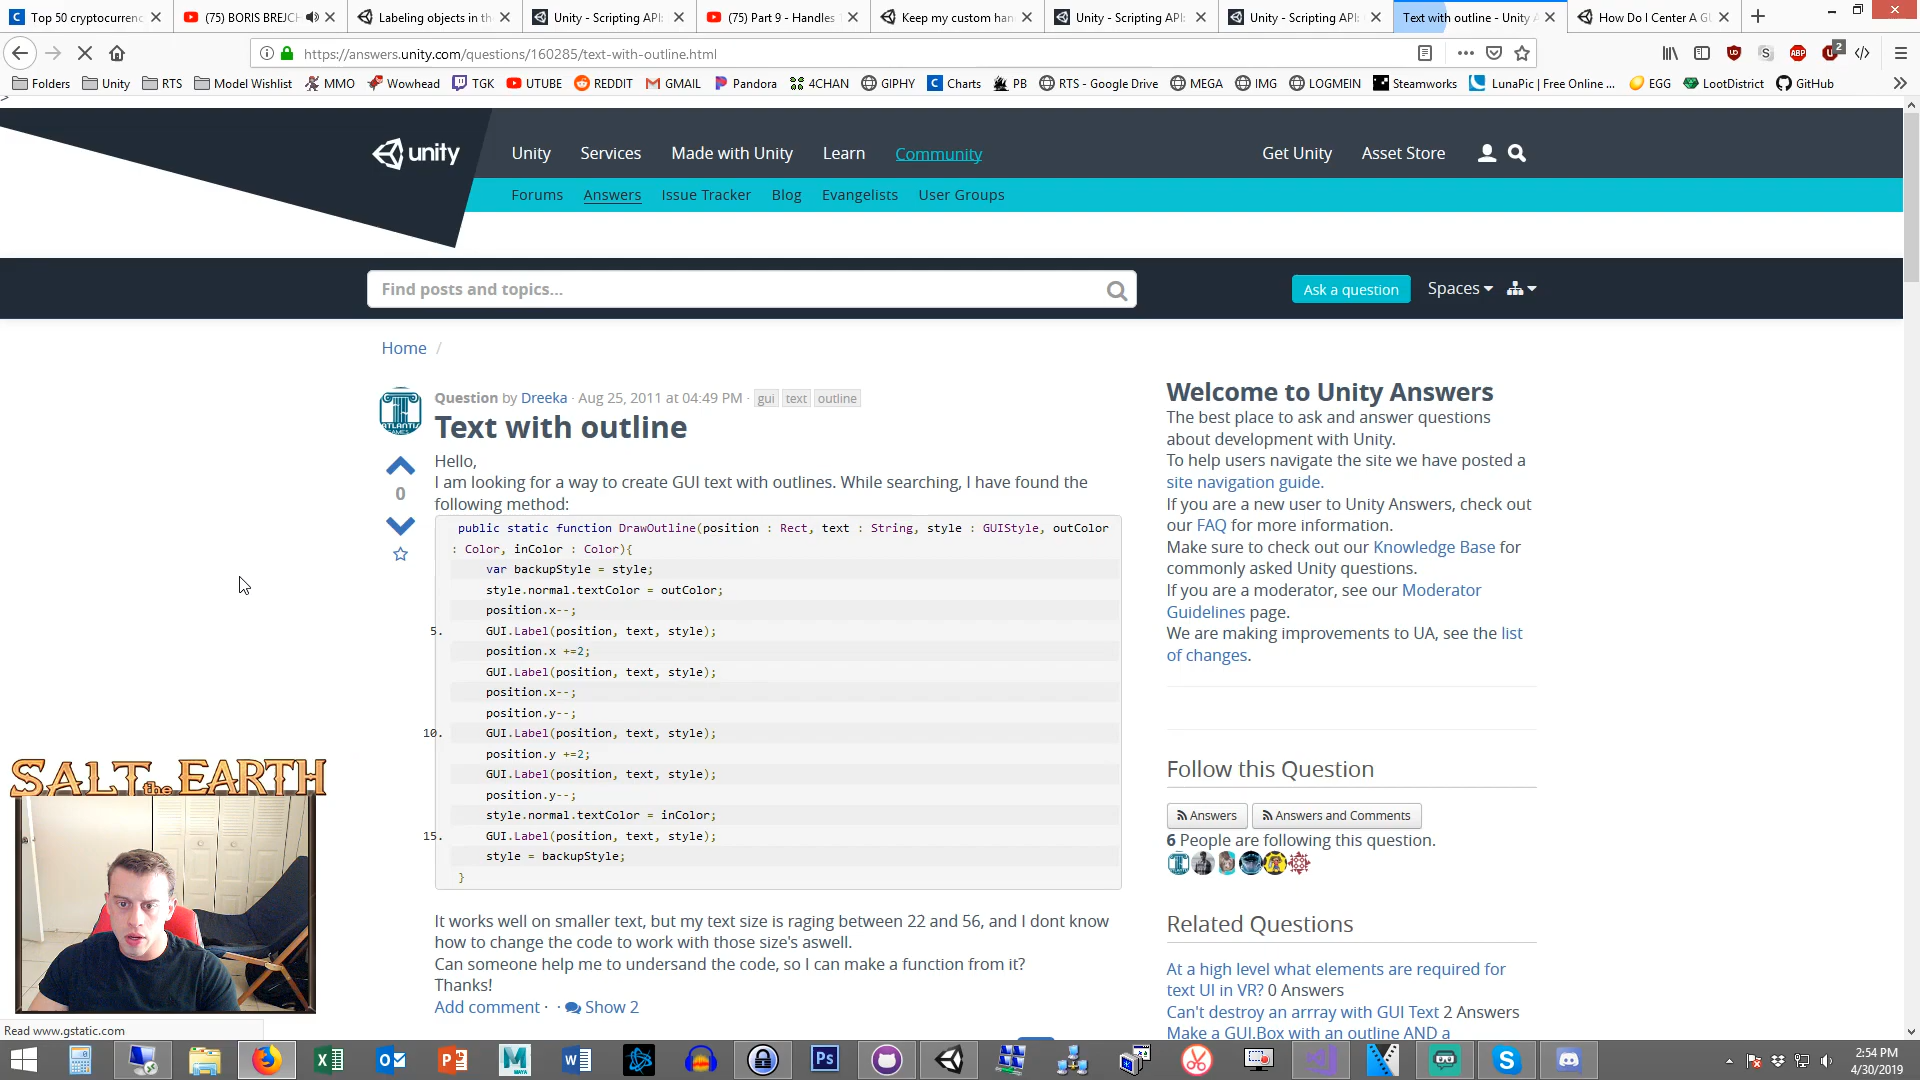 Top 50 cryptocurrenc
(75) BORIS BREJCH
Labeling objects in th
Unity - Scripting API:
(75) Part 9 - Handles
Keep my custom han
Unity - Scripting API:
Unity - Scripting API:
Text with outline - Unity A
How Do I Center A G
https://answers.unity.com/questions/160285/text-with-outline.html
Folders
Unity
RTS
Model Wishlist
MMO
Wowhead
TGK
UTUBE
REDDIT
GMAIL
Pandora
4CHAN
GIPHY
Charts
PB
RTS - Google Drive
MEGA
IMG
LOGMEIN
Steamworks
LunaPic | Free Online ...
EGG
LootDistrict
GitHub
>
unity
Unity Services Made with Unity Learn Community
Get Unity Asset Store
Forums Answers Issue Tracker Blog Evangelists User Groups
Find posts and topics...
Ask a question
Spaces
Home /
Question by Dreeka · Aug 25, 2011 at 04:49 PM · gui text outline
Text with outline
0
Hello,
I am looking for a way to create GUI text with outlines. While searching, I have found the
following method:
public static function DrawOutline(position : Rect, text : String, style : GUIStyle, outColor
: Color, inColor : Color){
var backupStyle = style;
style.normal.textColor = outColor;
position.x--;
5. GUI.Label(position, text, style);
position.x +=2;
GUI.Label(position, text, style);
position.x--;
position.y--;
10. GUI.Label(position, text, style);
position.y +=2;
GUI.Label(position, text, style);
position.y--;
style.normal.textColor = inColor;
15. GUI.Label(position, text, style);
style = backupStyle;
}
It works well on smaller text, but my text size is raging between 22 and 56, and I dont know
how to change the code to work with those size's aswell.
Can someone help me to undersand the code, so I can make a function from it?
Thanks!
Add comment · · Show 2
Welcome to Unity Answers
The best place to ask and answer questions
about development with Unity.
To help users navigate the site we have posted a
site navigation guide.
If you are a new user to Unity Answers, check out
our FAQ for more information.
Make sure to check out our Knowledge Base for
commonly asked Unity questions.
If you are a moderator, see our Moderator
Guidelines page.
We are making improvements to UA, see the list
of changes.
Follow this Question
Answers
Answers and Comments
6 People are following this question.
Related Questions
At a high level what elements are required for
text UI in VR? 0 Answers
Can't destroy an arrray with GUI Text 2 Answers
Make a GUI.Box with an outline AND a
SALT the EARTH
Read www.gstatic.com
2:54 PM
4/30/2019